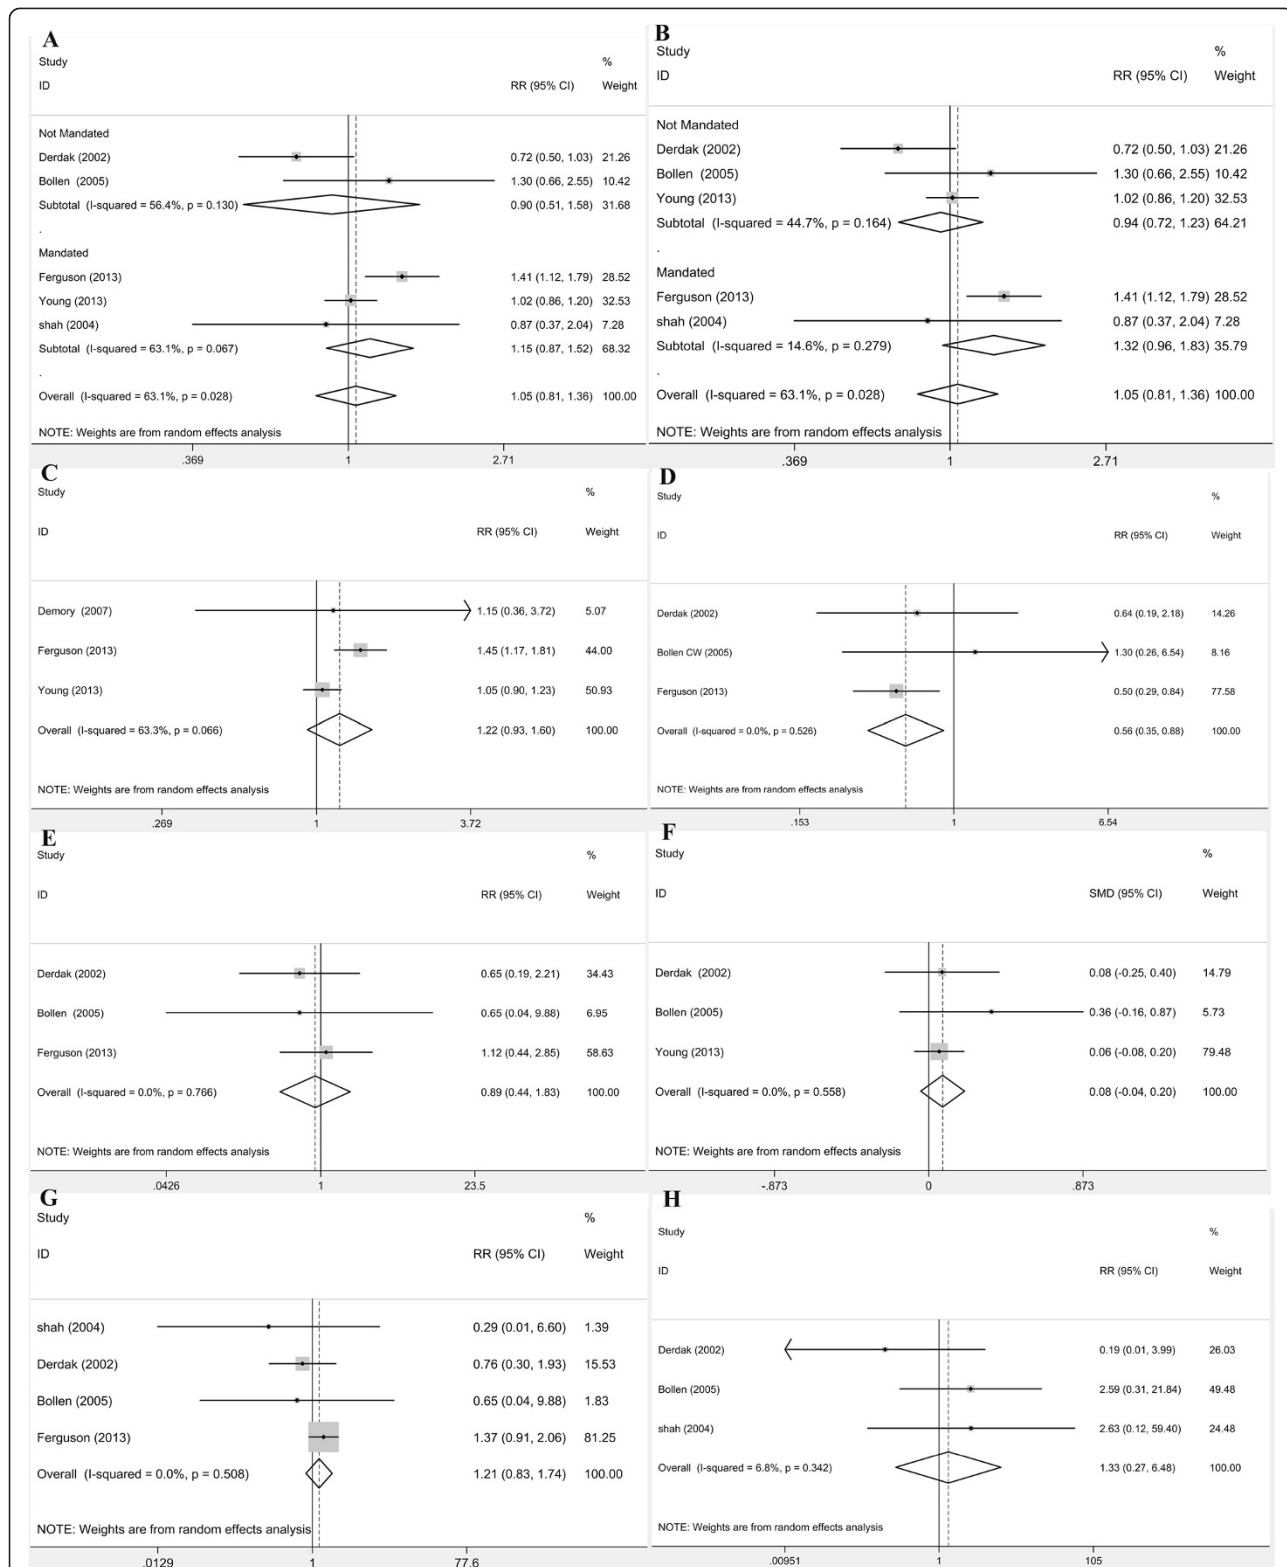 A
Study %
ID RR (95% CI) Weight
Not Mandated
Derdak (2002) 0.72 (0.50, 1.03) 21.26
Bollen (2005) 1.30 (0.66, 2.55) 10.42
Subtotal (I-squared = 56.4%, p = 0.130) 0.90 (0.51, 1.58) 31.68
.
Mandated
Ferguson (2013) 1.41 (1.12, 1.79) 28.52
Young (2013) 1.02 (0.86, 1.20) 32.53
shah (2004) 0.87 (0.37, 2.04) 7.28
Subtotal (I-squared = 63.1%, p = 0.067) 1.15 (0.87, 1.52) 68.32
.
Overall (I-squared = 63.1%, p = 0.028) 1.05 (0.81, 1.36) 100.00
NOTE: Weights are from random effects analysis
.369 1 2.71
B
Study %
ID RR (95% CI) Weight
Not Mandated
Derdak (2002) 0.72 (0.50, 1.03) 21.26
Bollen (2005) 1.30 (0.66, 2.55) 10.42
Young (2013) 1.02 (0.86, 1.20) 32.53
Subtotal (I-squared = 44.7%, p = 0.164) 0.94 (0.72, 1.23) 64.21
.
Mandated
Ferguson (2013) 1.41 (1.12, 1.79) 28.52
shah (2004) 0.87 (0.37, 2.04) 7.28
Subtotal (I-squared = 14.6%, p = 0.279) 1.32 (0.96, 1.83) 35.79
.
Overall (I-squared = 63.1%, p = 0.028) 1.05 (0.81, 1.36) 100.00
NOTE: Weights are from random effects analysis
.369 1 2.71
C
Study %
ID RR (95% CI) Weight
Demory (2007) 1.15 (0.36, 3.72) 5.07
Ferguson (2013) 1.45 (1.17, 1.81) 44.00
Young (2013) 1.05 (0.90, 1.23) 50.93
Overall (I-squared = 63.3%, p = 0.066) 1.22 (0.93, 1.60) 100.00
NOTE: Weights are from random effects analysis
.269 1 3.72
D
Study %
ID RR (95% CI) Weight
Derdak (2002) 0.64 (0.19, 2.18) 14.26
Bollen CW (2005) 1.30 (0.26, 6.54) 8.16
Ferguson (2013) 0.50 (0.29, 0.84) 77.58
Overall (I-squared = 0.0%, p = 0.526) 0.56 (0.35, 0.88) 100.00
NOTE: Weights are from random effects analysis
.153 1 6.54
E
Study %
ID RR (95% CI) Weight
Derdak (2002) 0.65 (0.19, 2.21) 34.43
Bollen (2005) 0.65 (0.04, 9.88) 6.95
Ferguson (2013) 1.12 (0.44, 2.85) 58.63
Overall (I-squared = 0.0%, p = 0.766) 0.89 (0.44, 1.83) 100.00
NOTE: Weights are from random effects analysis
.0426 1 23.5
F
Study %
ID SMD (95% CI) Weight
Derdak (2002) 0.08 (-0.25, 0.40) 14.79
Bollen (2005) 0.36 (-0.16, 0.87) 5.73
Young (2013) 0.06 (-0.08, 0.20) 79.48
Overall (I-squared = 0.0%, p = 0.558) 0.08 (-0.04, 0.20) 100.00
NOTE: Weights are from random effects analysis
-.873 0 .873
G
Study %
ID RR (95% CI) Weight
shah (2004) 0.29 (0.01, 6.60) 1.39
Derdak (2002) 0.76 (0.30, 1.93) 15.53
Bollen (2005) 0.65 (0.04, 9.88) 1.83
Ferguson (2013) 1.37 (0.91, 2.06) 81.25
Overall (I-squared = 0.0%, p = 0.508) 1.21 (0.83, 1.74) 100.00
NOTE: Weights are from random effects analysis
.0129 1 77.6
H
Study %
ID RR (95% CI) Weight
Derdak (2002) 0.19 (0.01, 3.99) 26.03
Bollen (2005) 2.59 (0.31, 21.84) 49.48
shah (2004) 2.63 (0.12, 59.40) 24.48
Overall (I-squared = 6.8%, p = 0.342) 1.33 (0.27, 6.48) 100.00
NOTE: Weights are from random effects analysis
.00951 1 105